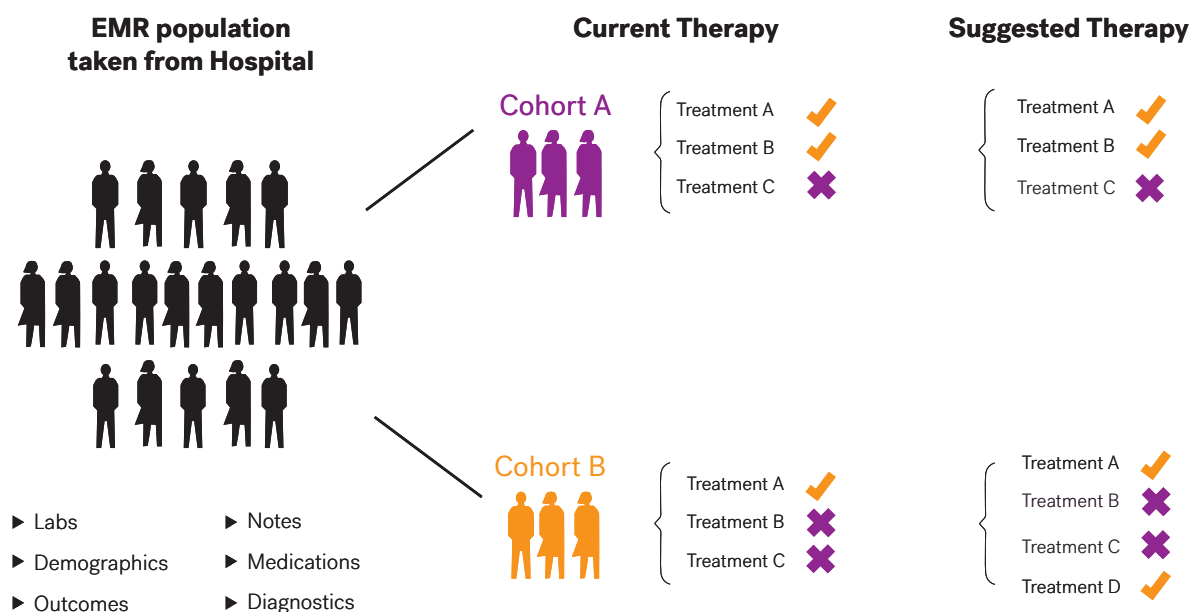 EMR population
taken from Hospital
Current Therapy
Suggested Therapy
Cohort A
Treatment A
Treatment B
Treatment C
Treatment A
Treatment B
Treatment C
Cohort B
Treatment A
Treatment B
Treatment C
Treatment A
Treatment B
Treatment C
Treatment D
Labs
Demographics
Outcomes
Notes
Medications
Diagnostics